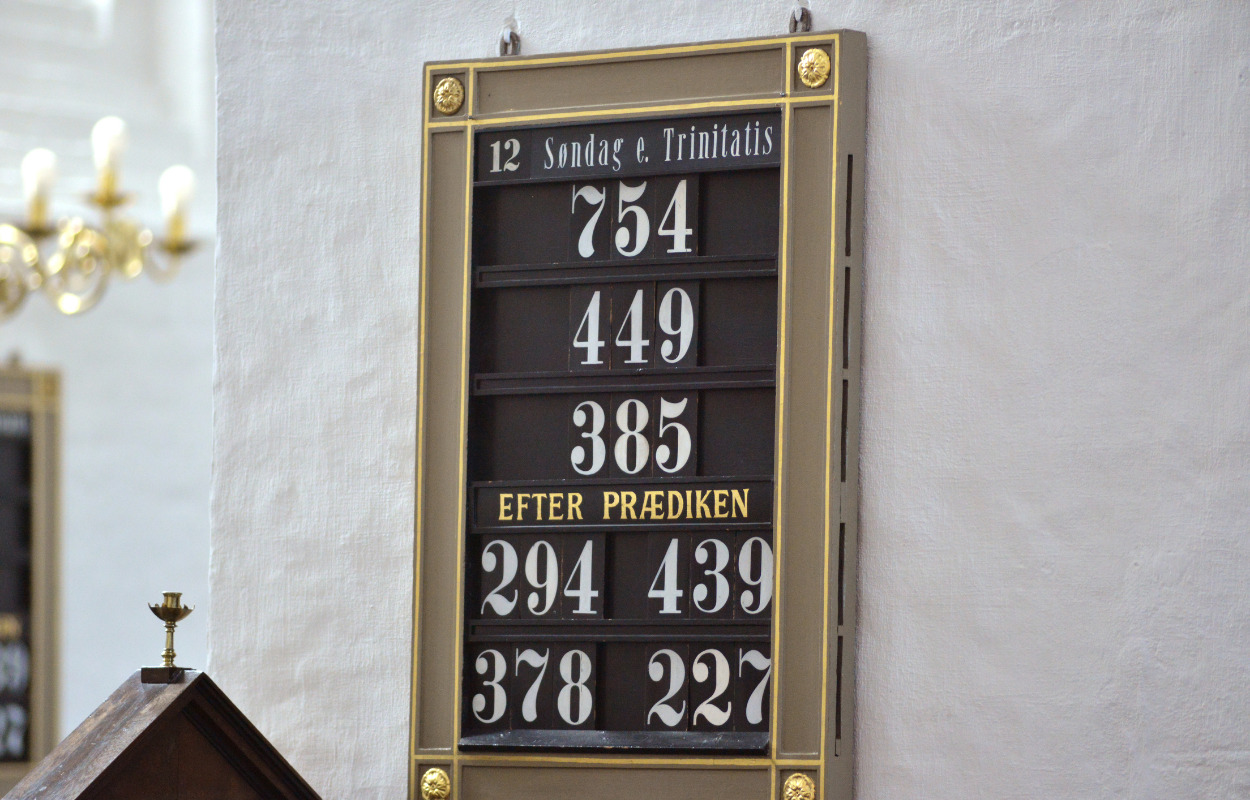 12 Søndag e. Trinitatis
754
449
385
EFTER PRÆDIKEN
294 439
378 227